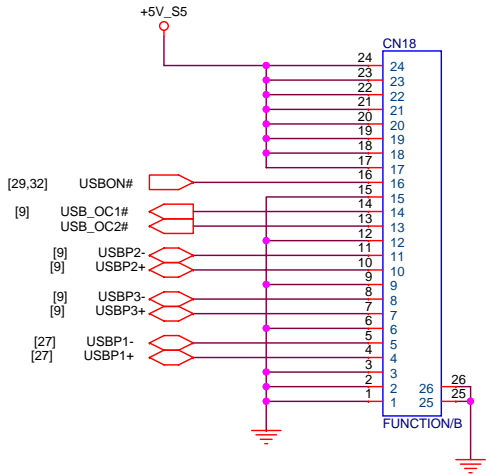 +5V_S5
CN18
24 24
23 23
22 22
21 21
20 20
19 19
18 18
17 17
[29,32] USBON# 16 16
15 15
[9] USB_OC1# 14 14
USB_OC2# 13 13
12 12
[9] USBP2- 11 11
[9] USBP2+ 10 10
9 9
[9] USBP3- 8 8
[9] USBP3+ 7 7
6 6
[27] USBP1- 5 5
[27] USBP1+ 4 4
3 3
2 2 26 26
1 1 25 25
FUNCTION/B